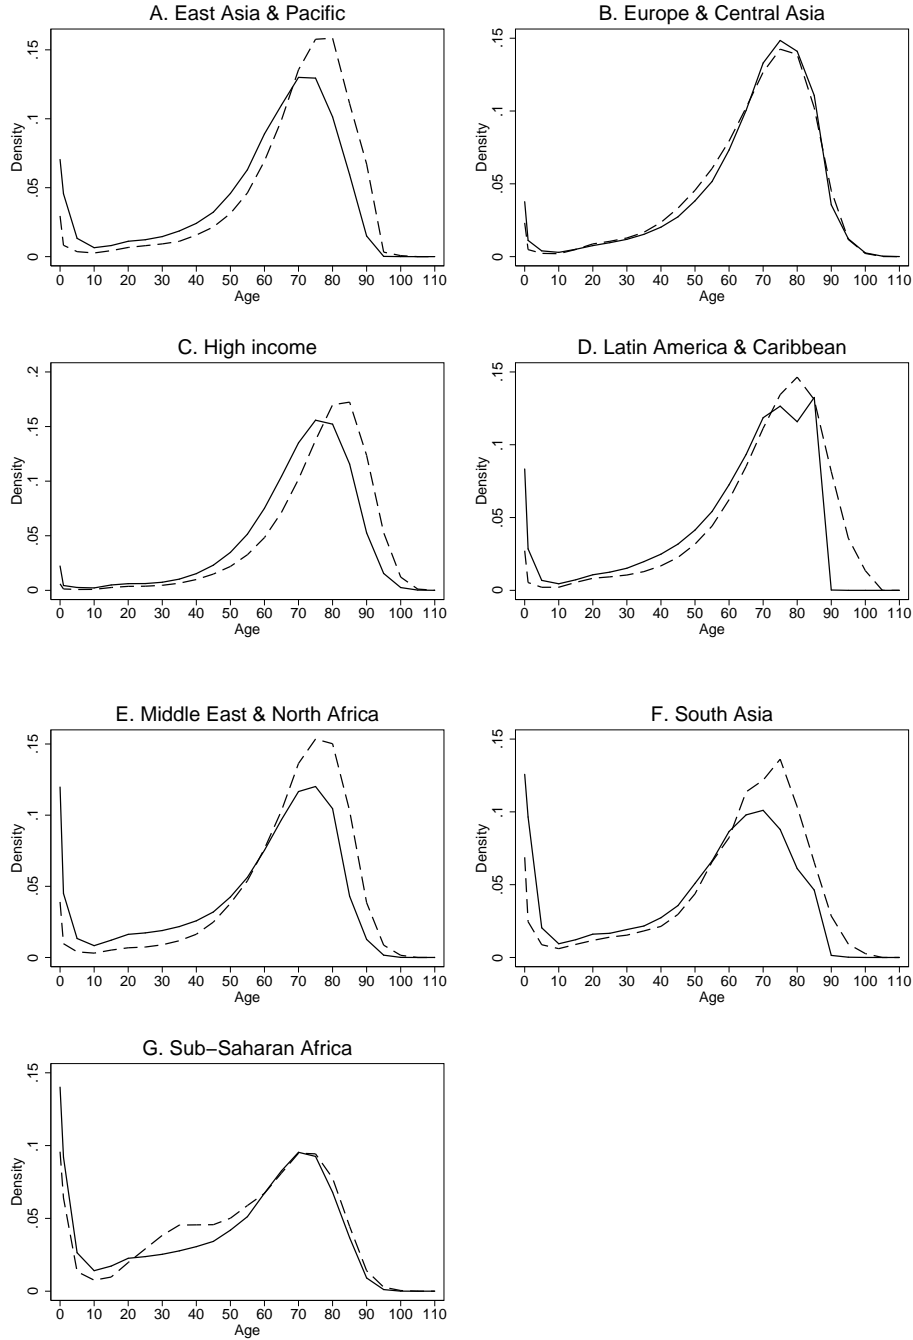 A. East Asia & Pacific
.15
.1
.05
0
Density
0 10 20 30 40 50 60 70 80 90 100 110
Age
B. Europe & Central Asia
.15
.1
.05
0
Density
0 10 20 30 40 50 60 70 80 90 100 110
Age
C. High income
.2
.15
.1
.05
0
Density
0 10 20 30 40 50 60 70 80 90 100 110
Age
D. Latin America & Caribbean
.15
.1
.05
0
Density
0 10 20 30 40 50 60 70 80 90 100 110
Age
E. Middle East & North Africa
.15
.1
.05
0
Density
0 10 20 30 40 50 60 70 80 90 100 110
Age
F. South Asia
.15
.1
.05
0
Density
0 10 20 30 40 50 60 70 80 90 100 110
Age
G. Sub−Saharan Africa
.15
.1
.05
0
Density
0 10 20 30 40 50 60 70 80 90 100 110
Age